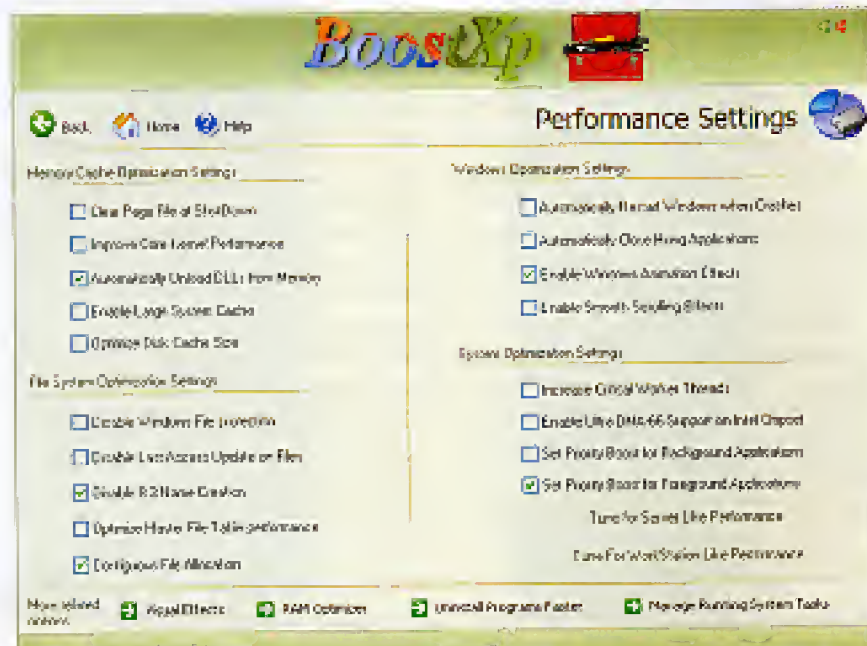 BoostXp
Back Home Help
Performance Settings
Memory Cache Optimization Settings
Clear Page File at ShutDown
Improve Core Kernel Performance
Automatically Unload DLLs from Memory
Enable Large System Cache
Optimize Disk Cache Size
File System Optimization Settings
Disable Windows File protection
Disable Last Access Update on Files
Disable 8.3 Name Creation
Optimize Master File Table performance
Contiguous File Allocation
Windows Optimization Settings
Automatically Windows when Crashes
Automatically Close Hung Applications
Enable Windows Animation Effects
Enable Smooth Scrolling Effects
System Optimization Settings
Increase Critical Worker Threads
Enable Ultra DMA-66 Support on Intel Chipset
Set Priority Boost for Background Applications
Set Priority Boost for Foreground Applications
Tune for Server Like Performance
Tune For WorkStation Like Performance
More related
options
Visual Effects RAM Optimizer Uninstall Programs Faster Manage Running System Tasks